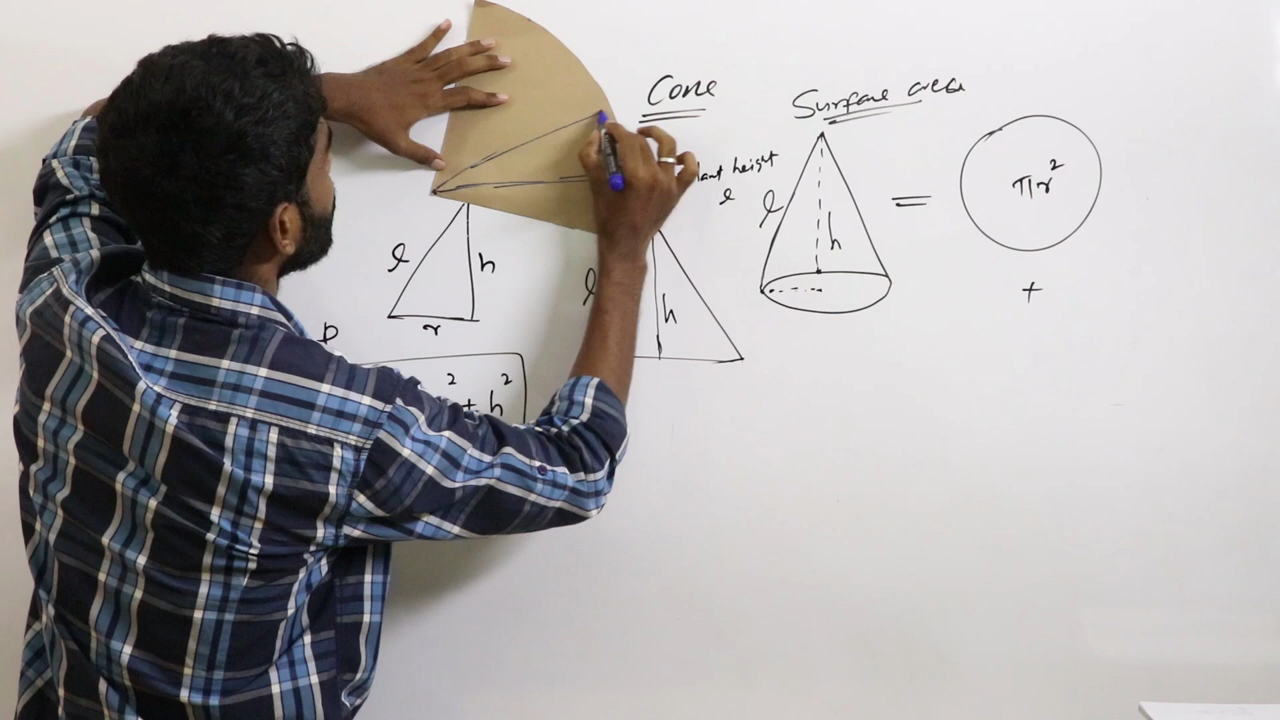 Cone
Surface area
height
l
l
h
=
πr²
+
l
h
r
l
h
² + h²